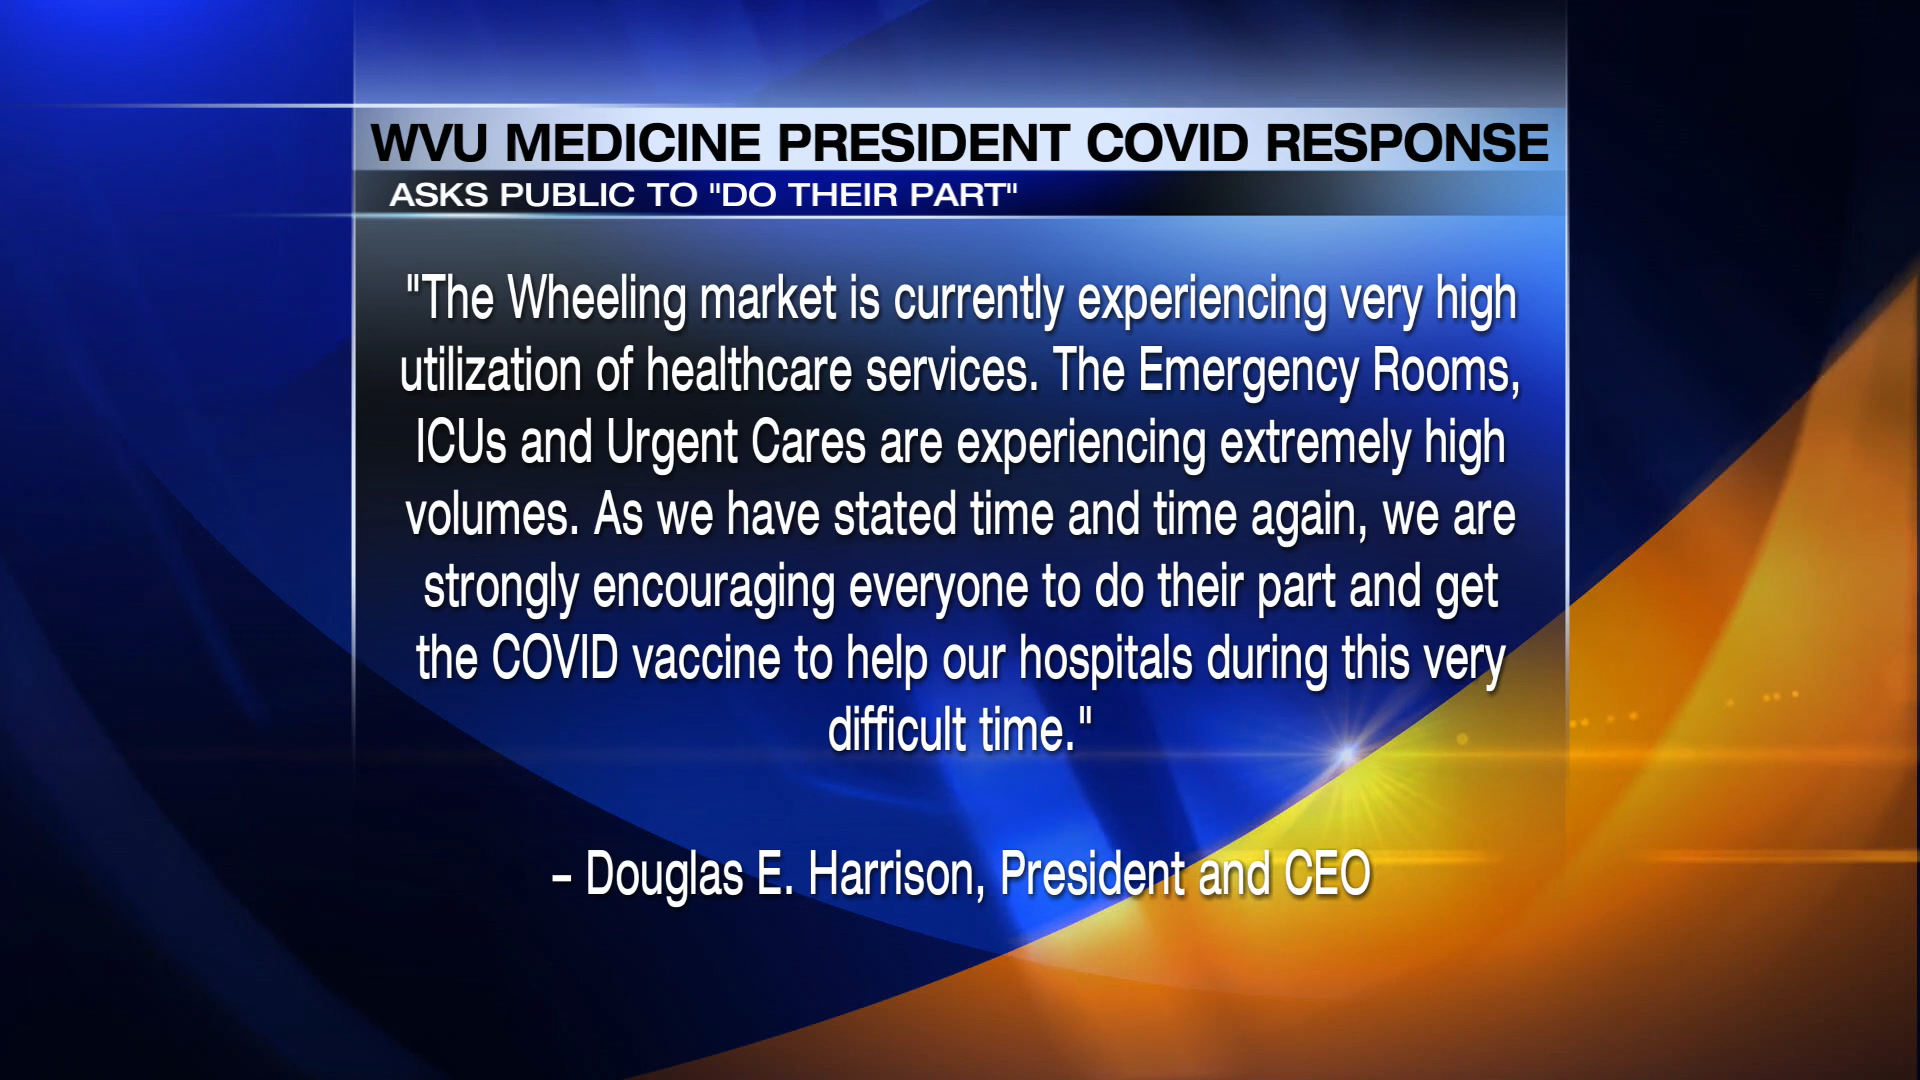 WVU MEDICINE PRESIDENT COVID RESPONSE
ASKS PUBLIC TO "DO THEIR PART"
"The Wheeling market is currently experiencing very high
utilization of healthcare services. The Emergency Rooms,
ICUs and Urgent Cares are experiencing extremely high
volumes. As we have stated time and time again, we are
strongly encouraging everyone to do their part and get
the COVID vaccine to help our hospitals during this very
difficult time."
– Douglas E. Harrison, President and CEO